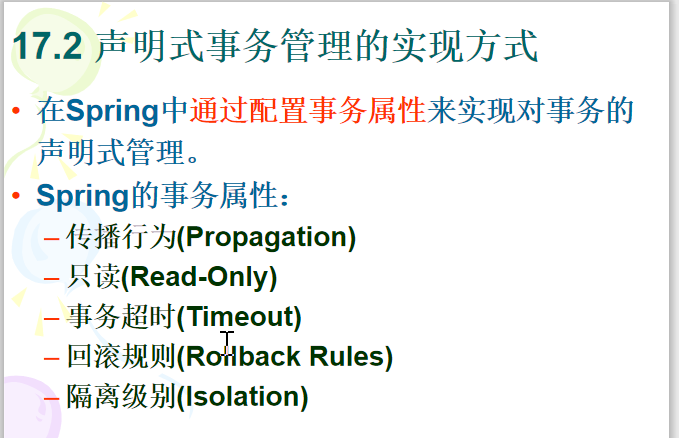 17.2 声明式事务管理的实现方式
• 在Spring中通过配置事务属性来实现对事务的
声明式管理。
• Spring的事务属性：
– 传播行为(Propagation)
– 只读(Read-Only)
– 事务超时(Timeout)
– 回滚规则(Rollback Rules)
– 隔离级别(Isolation)